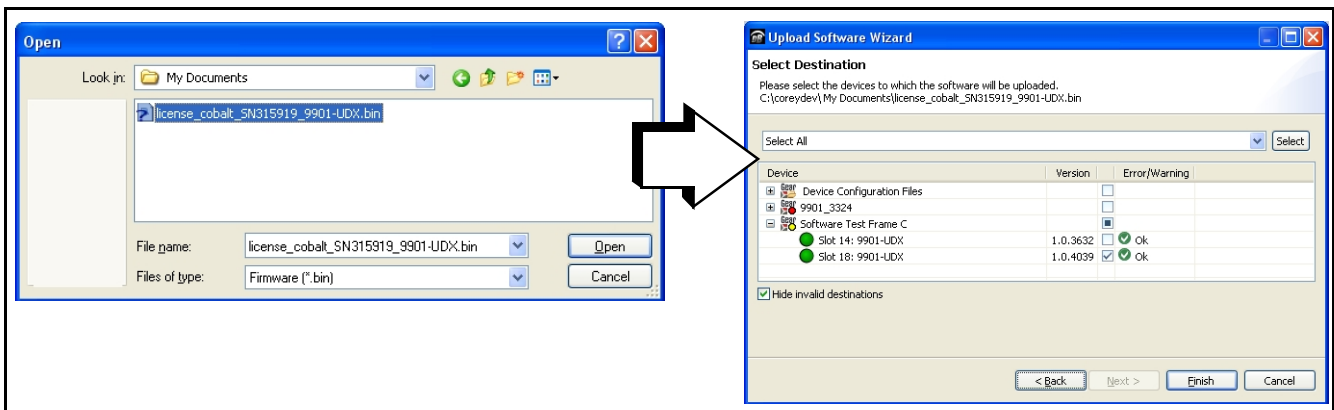 Open
Look in: My Documents
license_cobalt_SN315919_9901-UDX.bin
File name: license_cobalt_SN315919_9901-UDX.bin Open
Files of type: Firmware (*.bin) Cancel
Upload Software Wizard
Select Destination
Please select the devices to which the software will be uploaded.
C:\coreydev\My Documents\license_cobalt_SN315919_9901-UDX.bin
Select All Select
Device Version Error/Warning
Device Configuration Files
9901_3324
Software Test Frame C
Slot 14: 9901-UDX 1.0.3632 Ok
Slot 18: 9901-UDX 1.0.4039 Ok
Hide invalid destinations
< Back Next > Finish Cancel